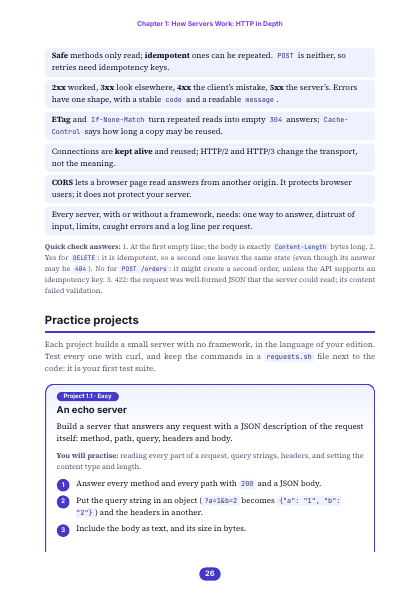 Chapter 1: How Servers Work: HTTP in Depth
Safe methods only read; idempotent ones can be repeated. POST is neither, so
retries need idempotency keys.
2xx worked, 3xx look elsewhere, 4xx the client's mistake, 5xx the server's. Errors
have one shape, with a stable code and a readable message .
ETag and If-None-Match turn repeated reads into empty 304 answers; Cache-
Control says how long a copy may be reused.
Connections are kept alive and reused; HTTP/2 and HTTP/3 change the transport,
not the meaning.
CORS lets a browser page read answers from another origin. It protects browser
users; it does not protect your server.
Every server, with or without a framework, needs: one way to answer, distrust of
input, limits, caught errors and a log line per request.
Quick check answers: 1. At the first empty line; the body is exactly Content-Length bytes long. 2.
Yes for DELETE : it is idempotent, so a second one leaves the same state (even though its answer
may be 404 ). No for POST /orders : it might create a second order, unless the API supports an
idempotency key. 3. 422: the request was well-formed JSON that the server could read; its content
failed validation.
Practice projects
Each project builds a small server with no framework, in the language of your edition.
Test every one with curl, and keep the commands in a requests.sh file next to the
code: it is your first test suite.
Project 1.1 · Easy
An echo server
Build a server that answers any request with a JSON description of the request
itself: method, path, query, headers and body.
You will practise: reading every part of a request, query strings, headers, and setting the
content type and length.
1 Answer every method and every path with 200 and a JSON body.
2 Put the query string in an object ( ?a=1&b=2 becomes {"a": "1", "b":
"2"} ) and the headers in another.
3 Include the body as text, and its size in bytes.
26